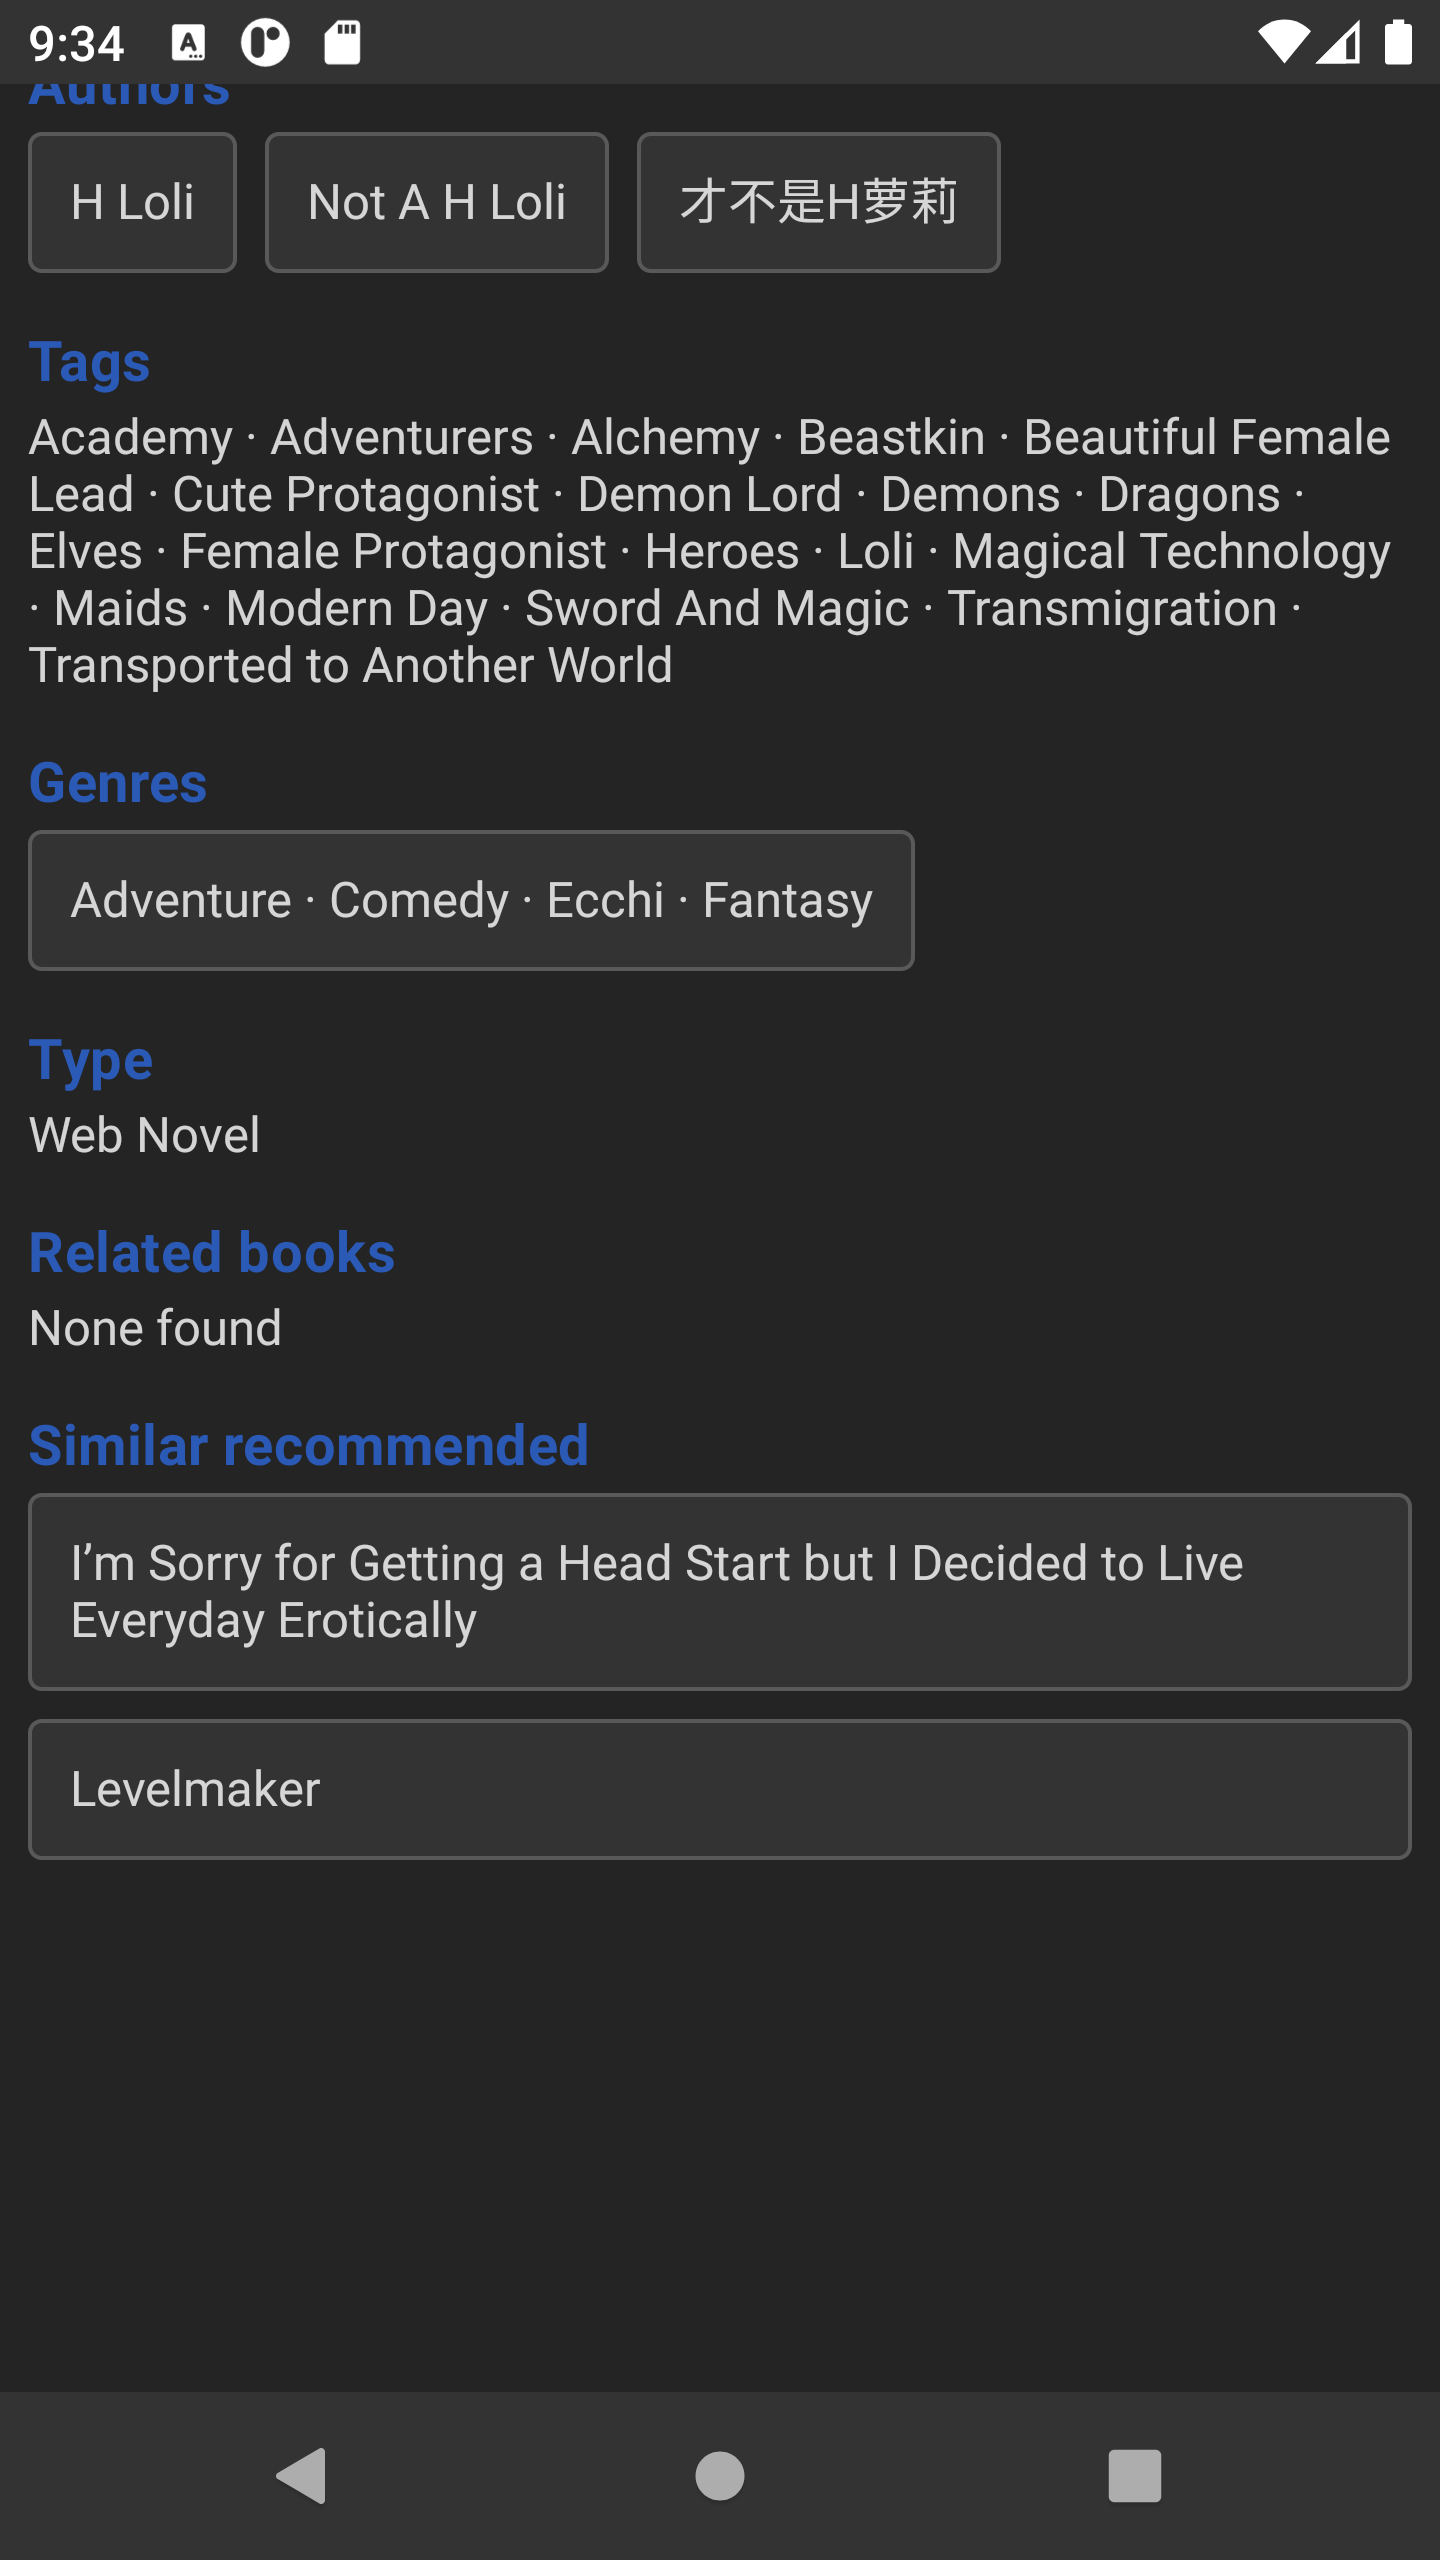 9:34
Authors
H Loli
Not A H Loli
才不是H萝莉
Tags
Academy · Adventurers · Alchemy · Beastkin · Beautiful Female
Lead · Cute Protagonist · Demon Lord · Demons · Dragons ·
Elves · Female Protagonist · Heroes · Loli · Magical Technology
· Maids · Modern Day · Sword And Magic · Transmigration ·
Transported to Another World
Genres
Adventure · Comedy · Ecchi · Fantasy
Type
Web Novel
Related books
None found
Similar recommended
I’m Sorry for Getting a Head Start but I Decided to Live
Everyday Erotically
Levelmaker